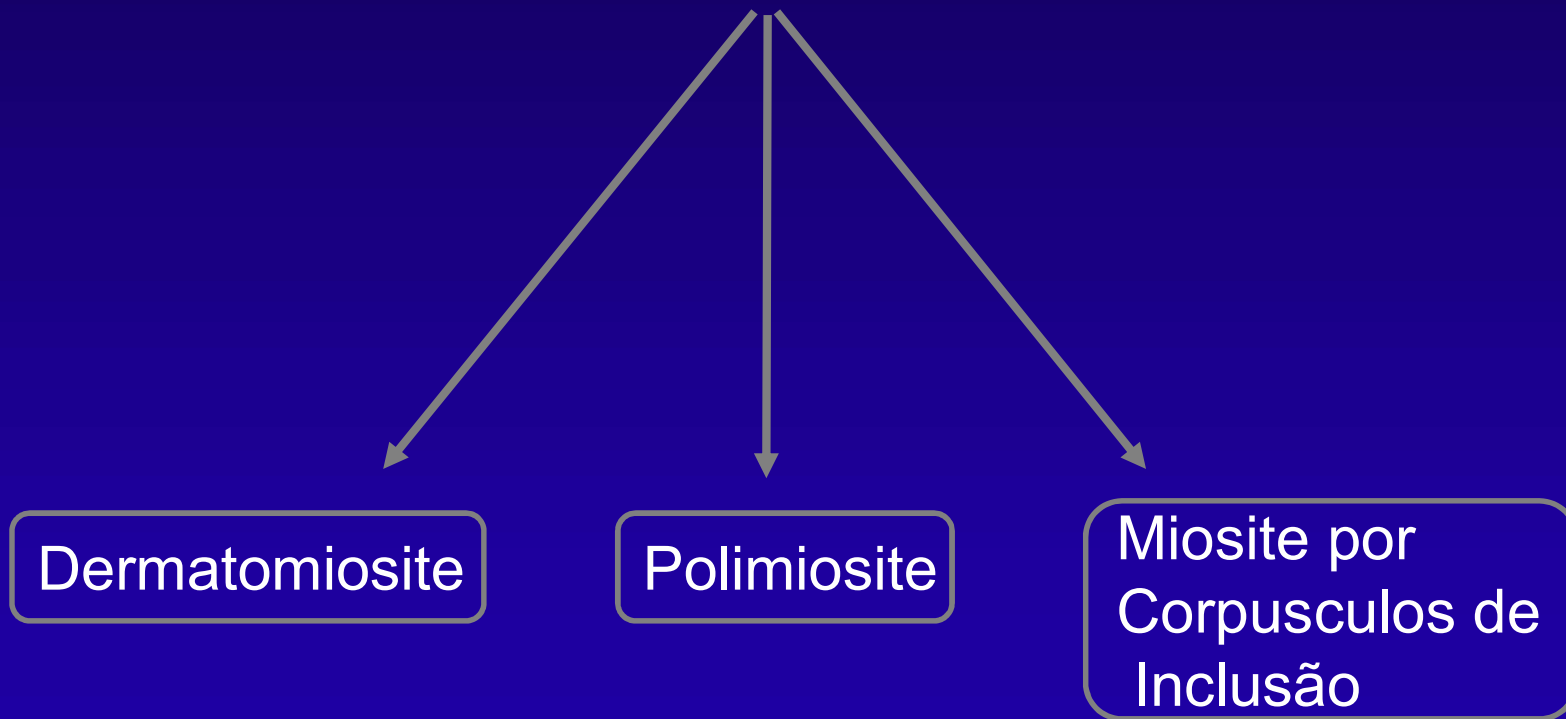 Dermatomiosite
Polimiosite
Miosite por
Corpusculos de
Inclusão